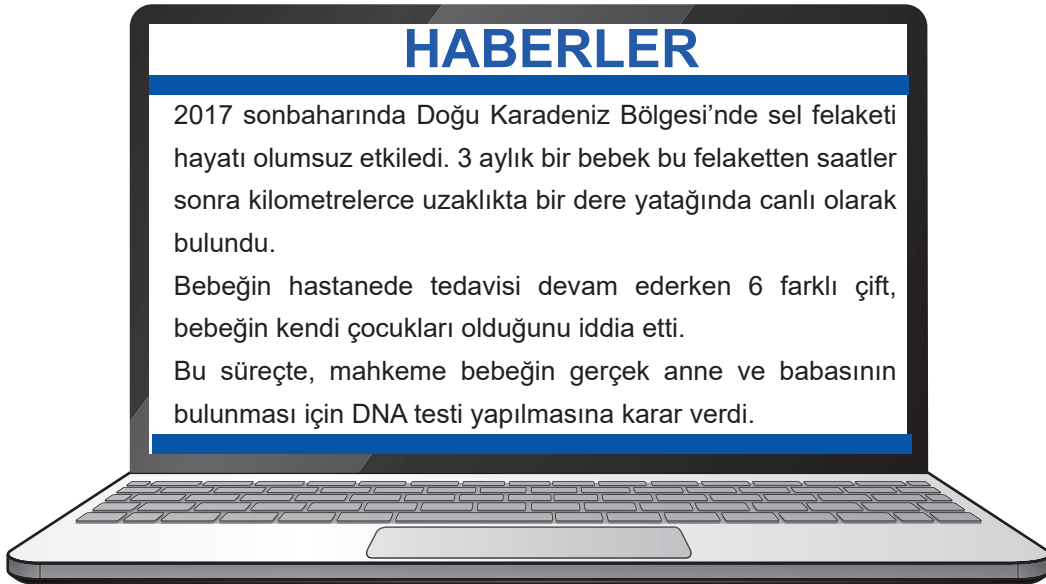 HABERLER
2017 sonbaharında Doğu Karadeniz Bölgesi’nde sel felaketi
hayatı olumsuz etkiledi. 3 aylık bir bebek bu felaketten saatler
sonra kilometrelerce uzaklıkta bir dere yatağında canlı olarak
bulundu.
Bebeğin hastanede tedavisi devam ederken 6 farklı çift,
bebeğin kendi çocukları olduğunu iddia etti.
Bu süreçte, mahkeme bebeğin gerçek anne ve babasının
bulunması için DNA testi yapılmasına karar verdi.